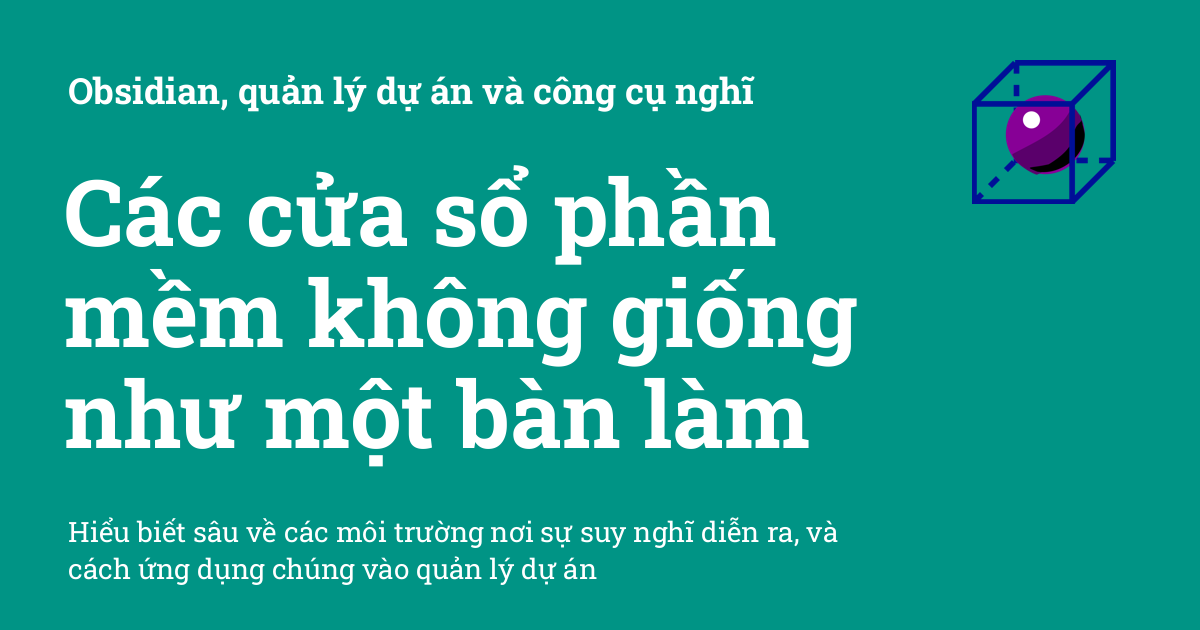 Obsidian, quản lý dự án và công cụ nghĩ
Các cửa sổ phần
mềm không giống
như một bàn làm
Hiểu biết sâu về các môi trường nơi sự suy nghĩ diễn ra, và
cách ứng dụng chúng vào quản lý dự án